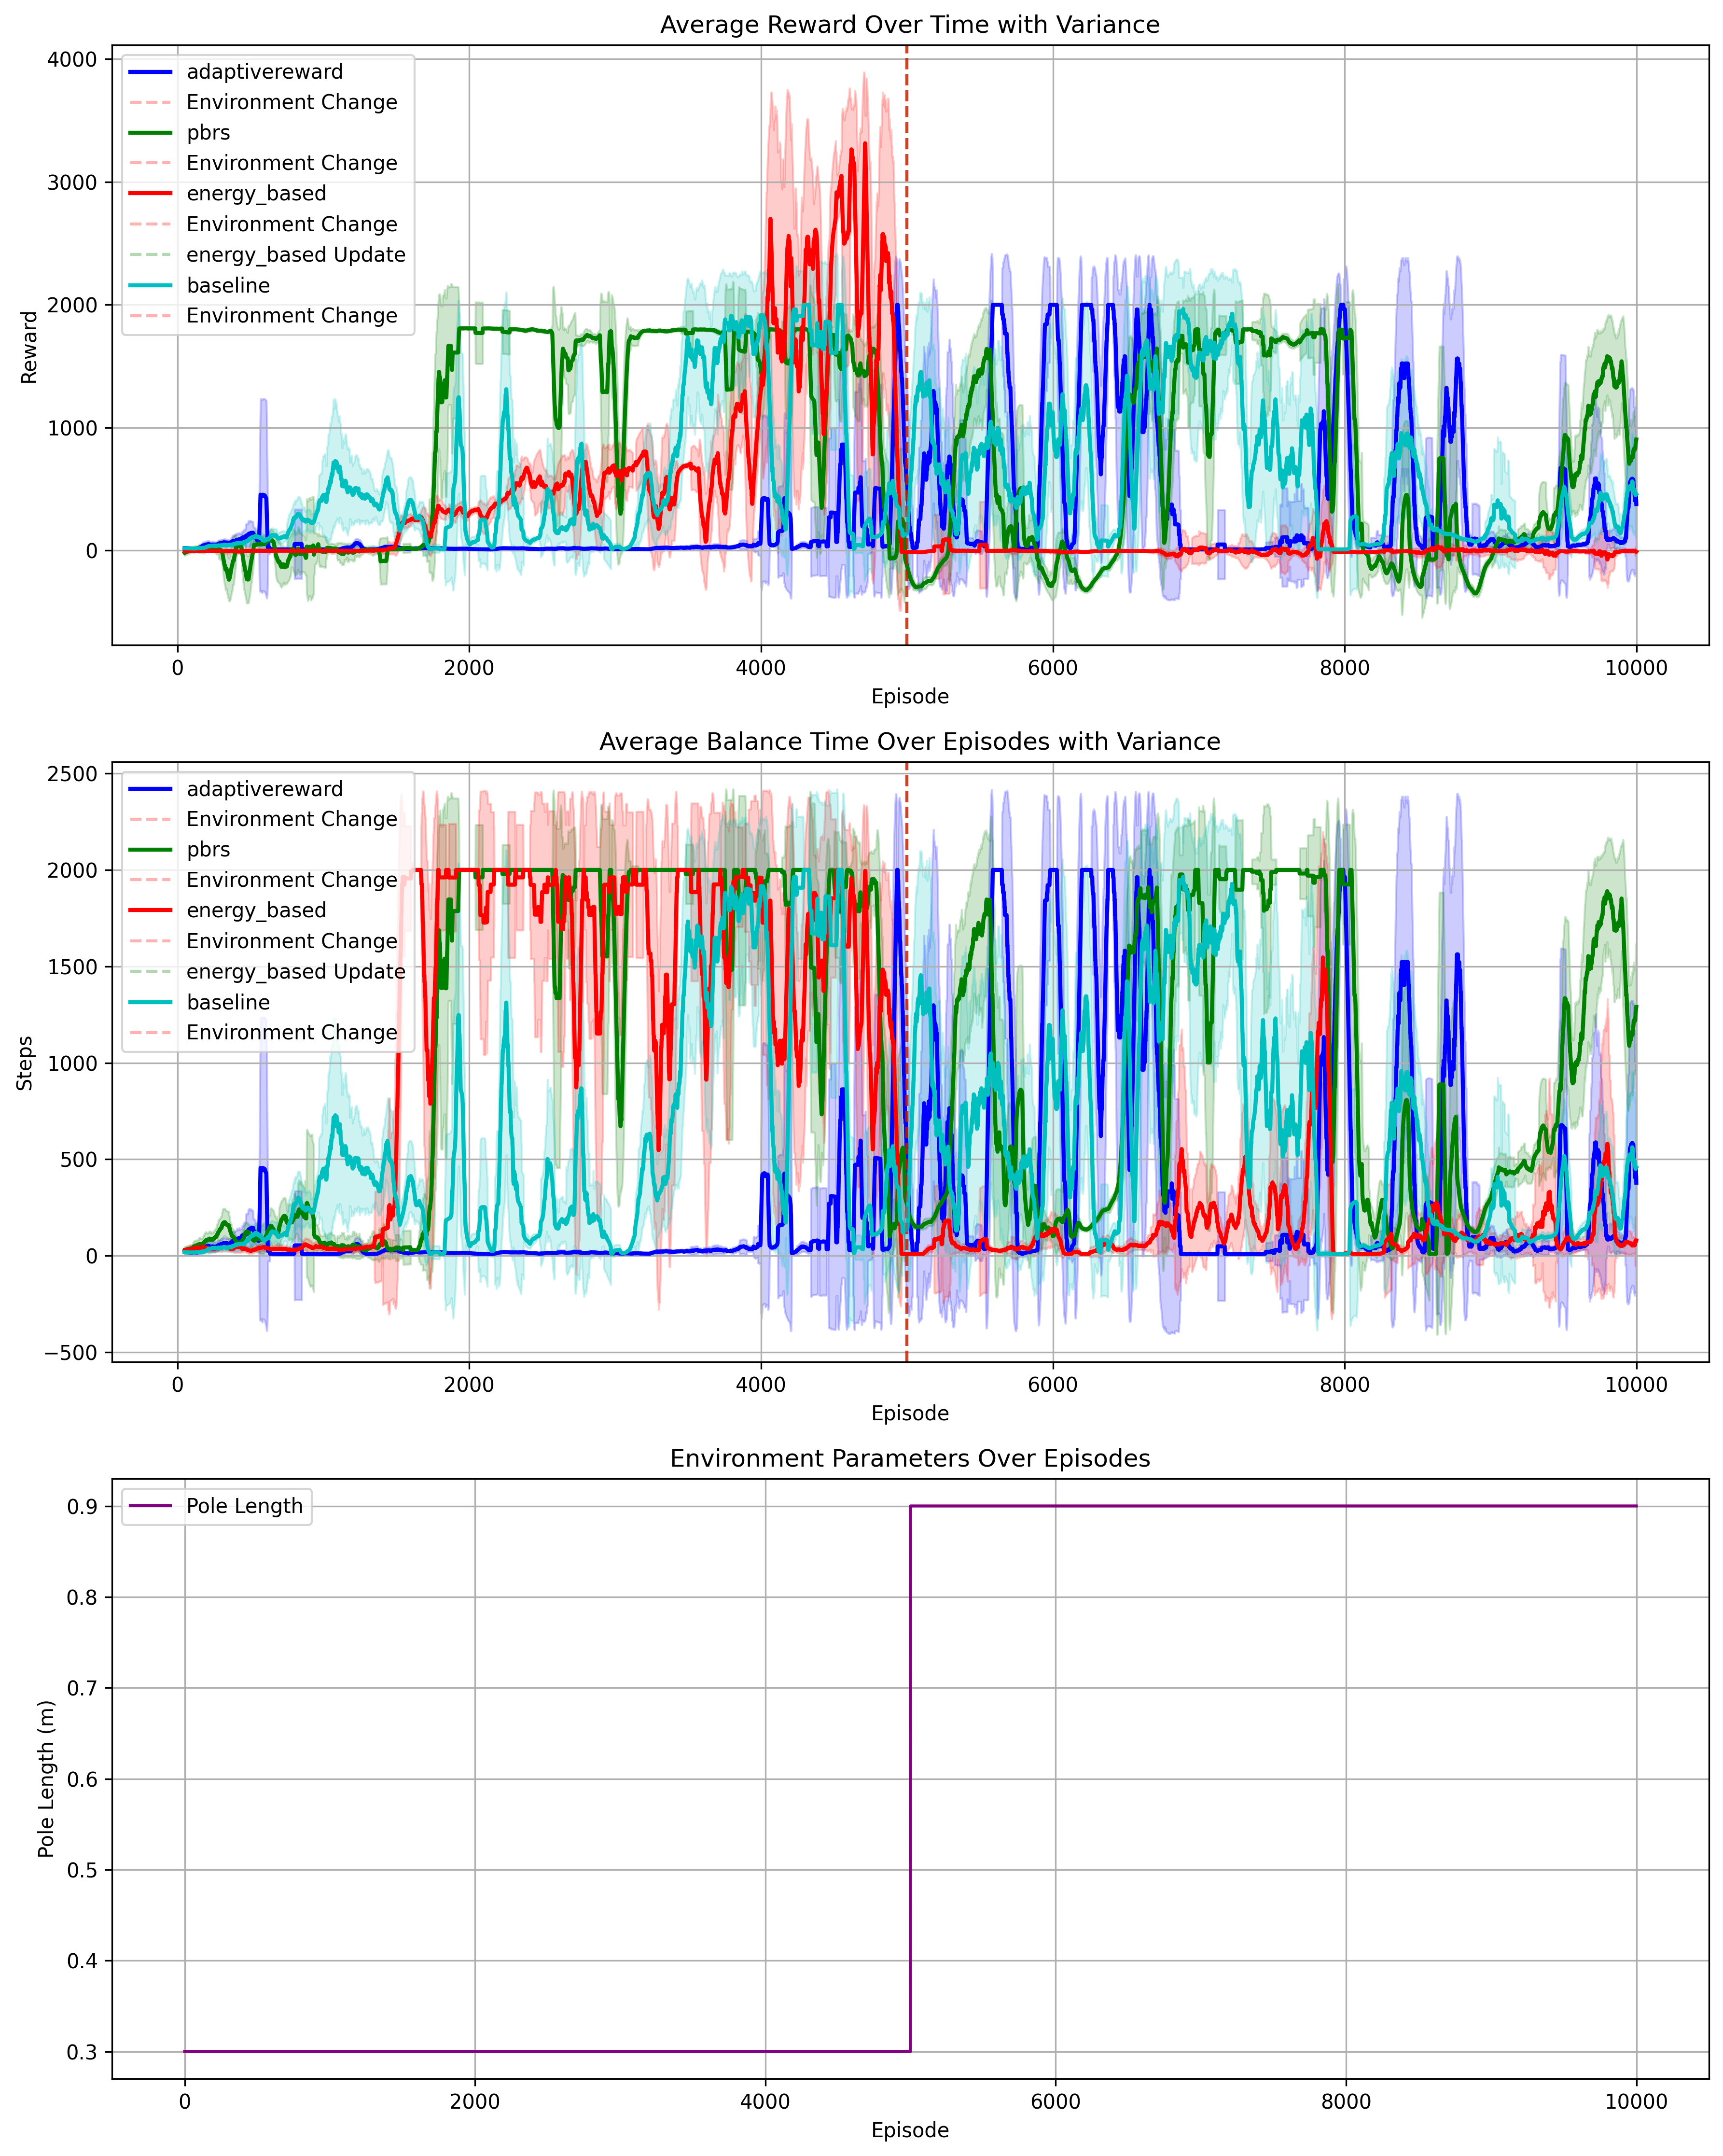 Average Reward Over Time with Variance
4000
3000
2000
1000
0
Reward
adaptivereward
Environment Change
pbrs
Environment Change
energy_based
Environment Change
energy_based Update
baseline
Environment Change
0 2000 4000 6000 8000 10000
Episode
Average Balance Time Over Episodes with Variance
2500
2000
1500
1000
500
0
−500
Steps
adaptivereward
Environment Change
pbrs
Environment Change
energy_based
Environment Change
energy_based Update
baseline
Environment Change
0 2000 4000 6000 8000 10000
Episode
Environment Parameters Over Episodes
0.9
0.8
0.7
0.6
0.5
0.4
0.3
Pole Length (m)
Pole Length
0 2000 4000 6000 8000 10000
Episode